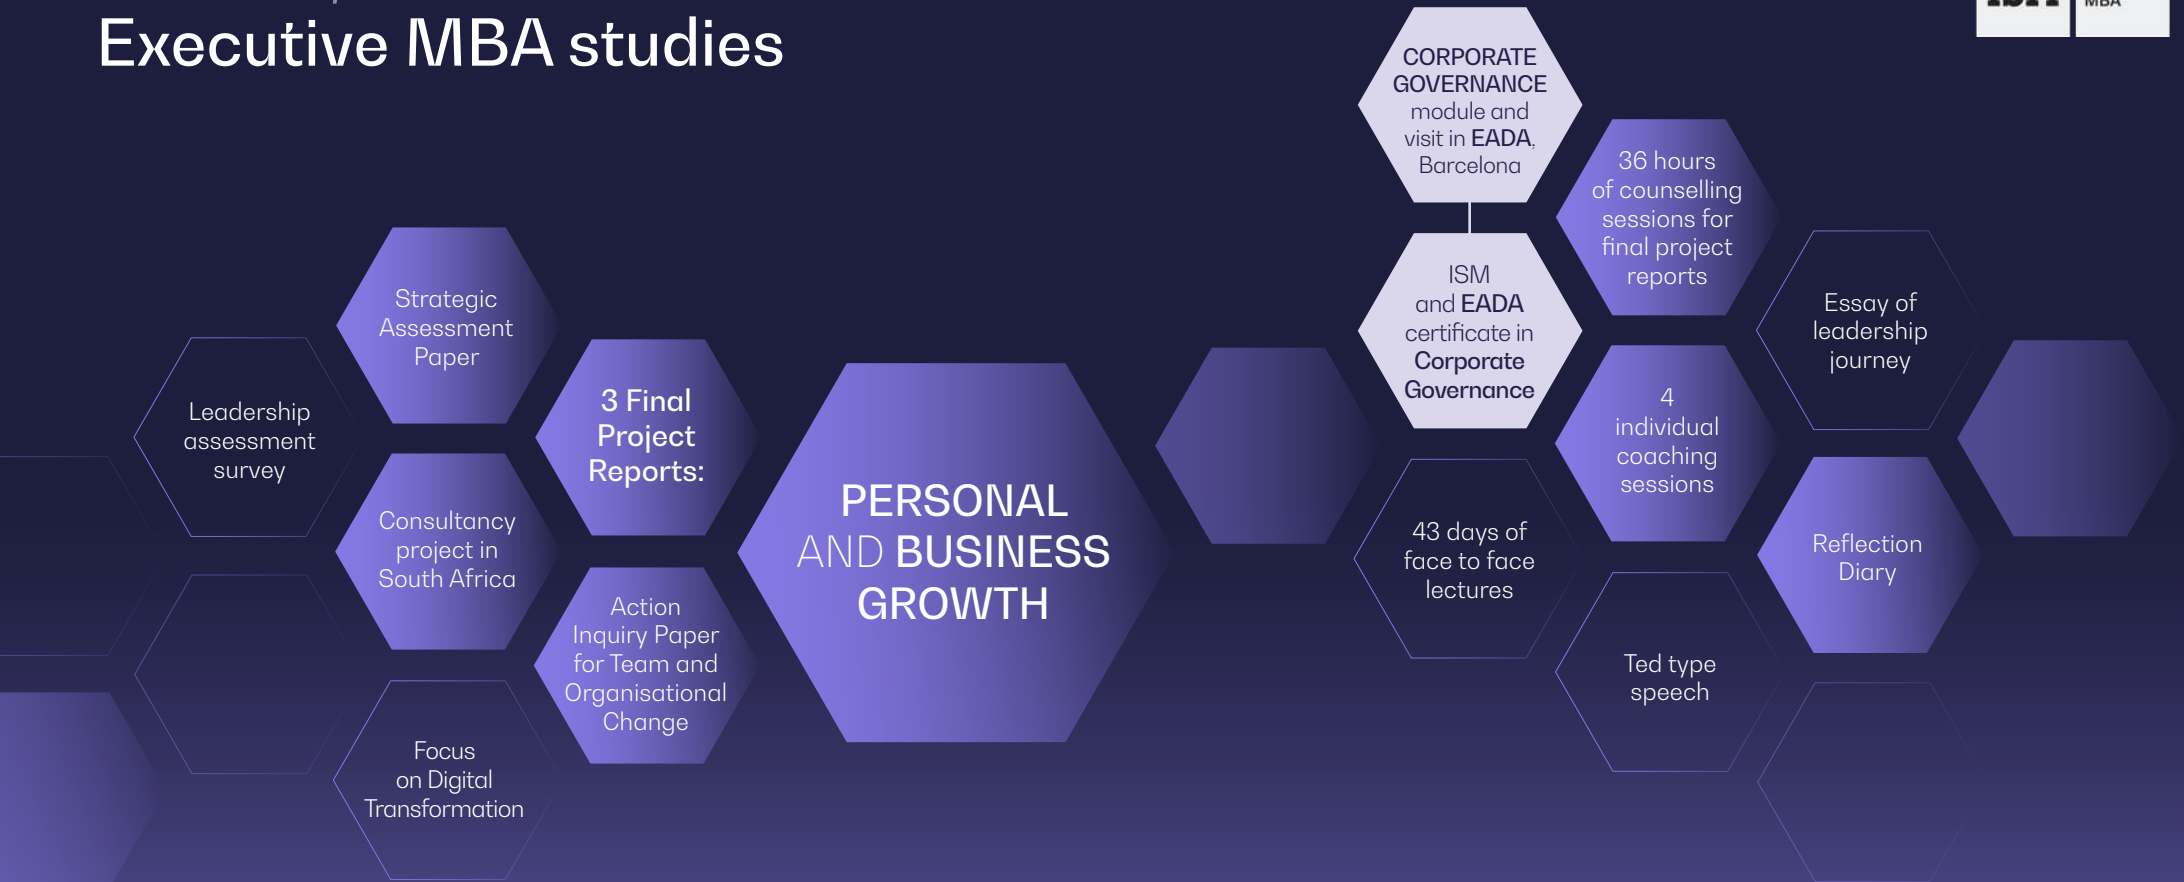 Executive MBA studies
MBA
CORPORATE
GOVERNANCE
module and
visit in EADA,
Barcelona
36 hours
of counselling
sessions for
final project
reports
ISM
and EADA
certificate in
Corporate
Governance
Essay of
leadership
journey
Strategic
Assessment
Paper
Leadership
assessment
survey
3 Final
Project
Reports:
Consultancy
project in
South Africa
Action
Inquiry Paper
for Team and
Organisational
Change
Focus
on Digital
Transformation
PERSONAL
AND BUSINESS
GROWTH
4
individual
coaching
sessions
43 days of
face to face
lectures
Reflection
Diary
Ted type
speech